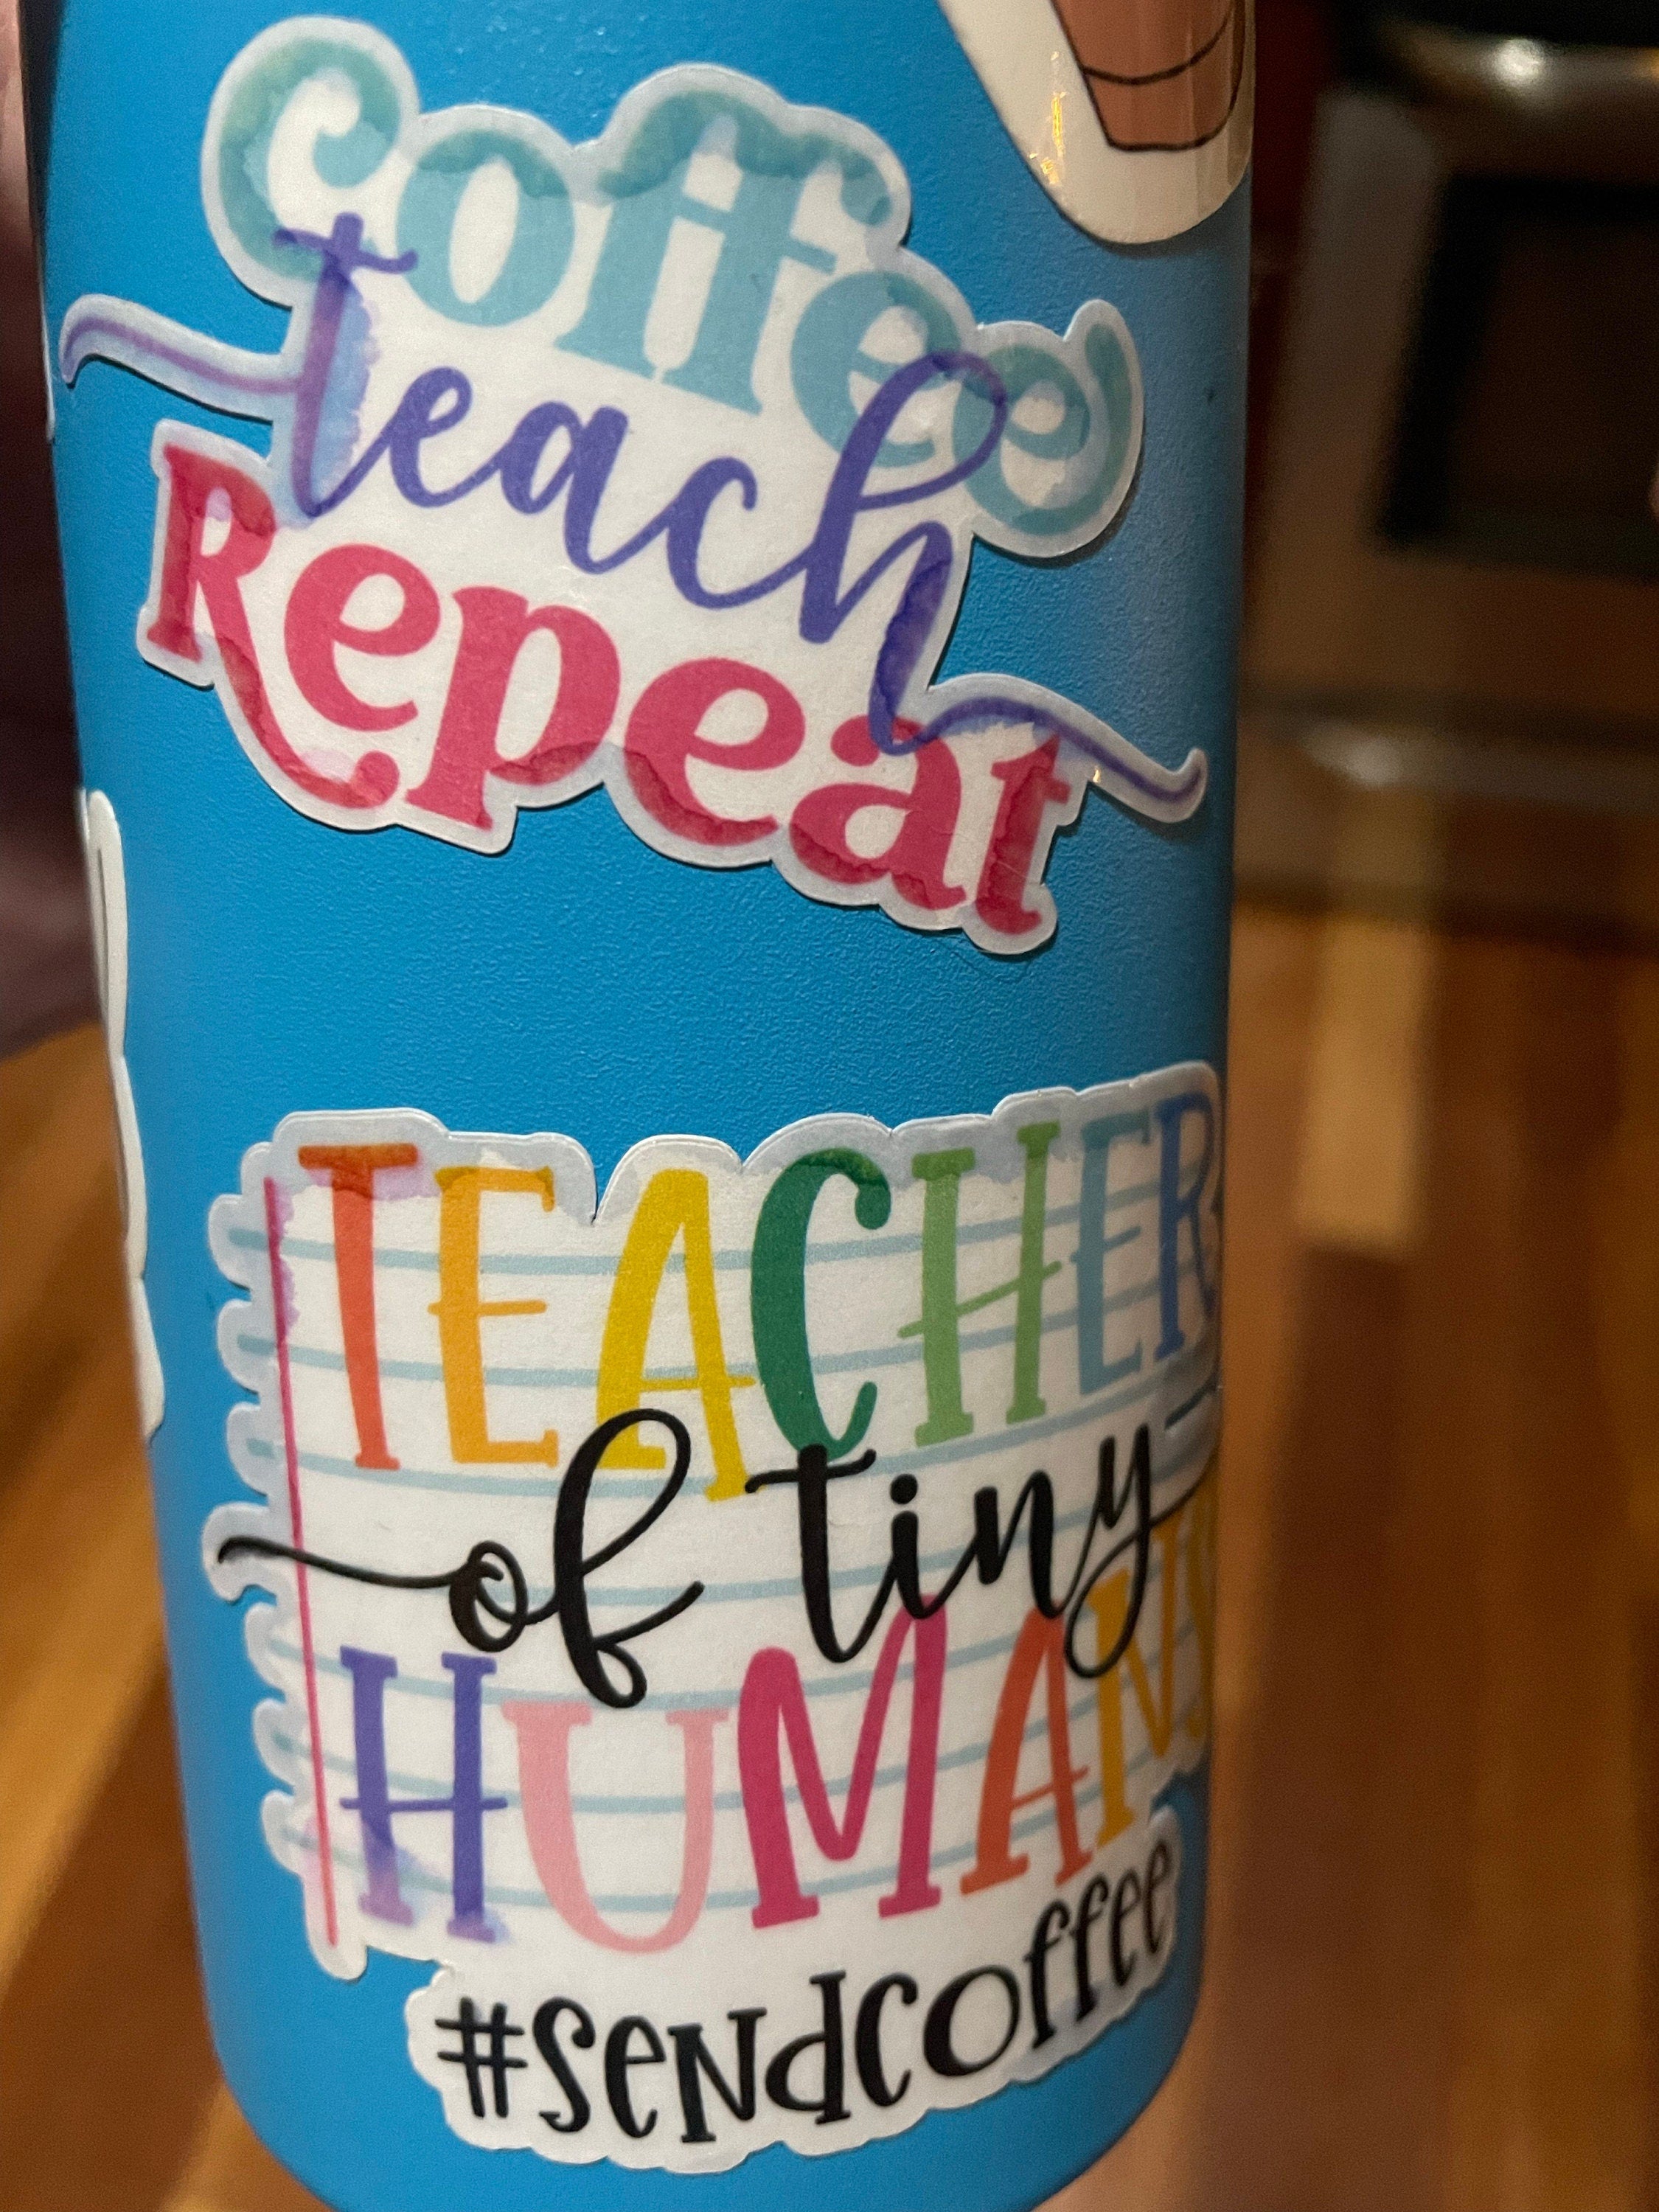 Coffee
teach
Repeat
TEACHER
of tiny
HUMANS
#sendcoffee